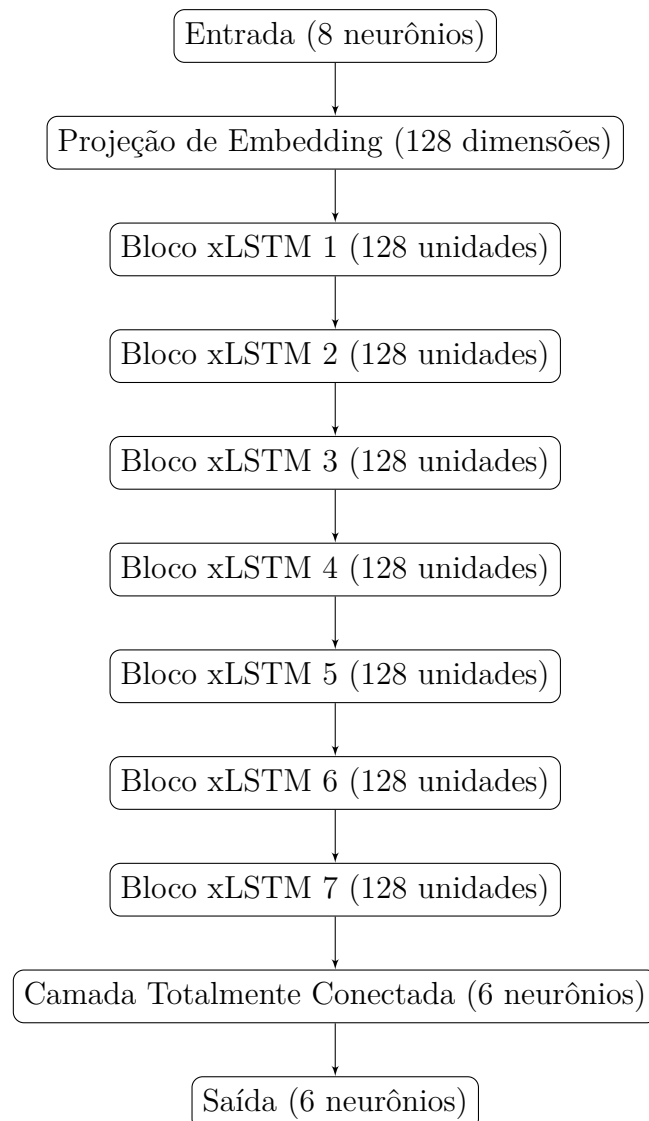 Entrada (8 neurônios)
Projeção de Embedding (128 dimensões)
Bloco xLSTM 1 (128 unidades)
Bloco xLSTM 2 (128 unidades)
Bloco xLSTM 3 (128 unidades)
Bloco xLSTM 4 (128 unidades)
Bloco xLSTM 5 (128 unidades)
Bloco xLSTM 6 (128 unidades)
Bloco xLSTM 7 (128 unidades)
Camada Totalmente Conectada (6 neurônios)
Saída (6 neurônios)